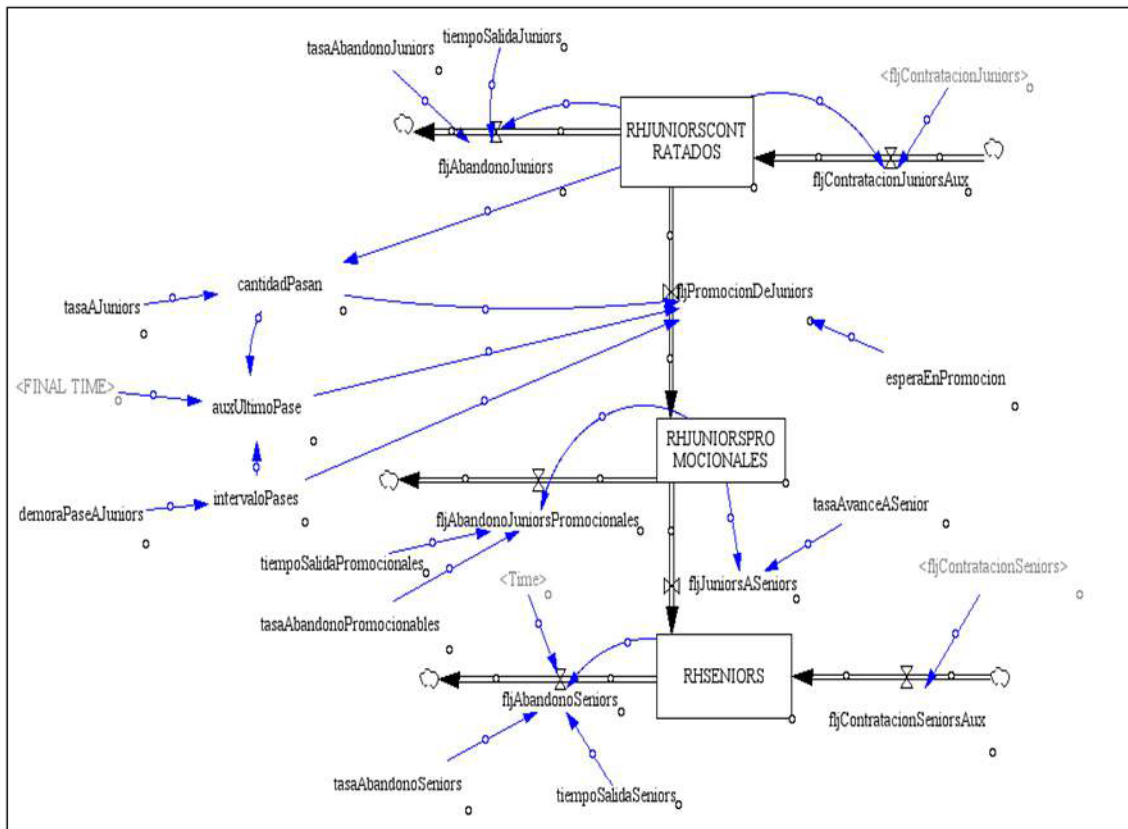 tiempoSalidaJuniors
tasaAbandonoJuniors
<fljContratacionJuniors>
RHJUNIORSCONT
RATADOS
fljAbandonoJuniors
fljContratacionJuniorsAux
cantidadPasan
fljPromocionDeJuniors
tasaAJuniors
<FINAL TIME>
esperaEnPromocion
auxUltimoPase
RHJUNIORSPRO
MOCIONALES
intervaloPases
demoraPaseAJuniors
tasaAvanceASenior
fljAbandonoJuniorsPromocionales
tiempoSalidaPromocionales
<Time>
fljJuniorsASeniors
<fljContratacionSeniors>
tasaAbandonoPromocionables
RHSENIORS
fljAbandonoSeniors
fljContratacionSeniorsAux
tasaAbandonoSeniors
tiempoSalidaSeniors